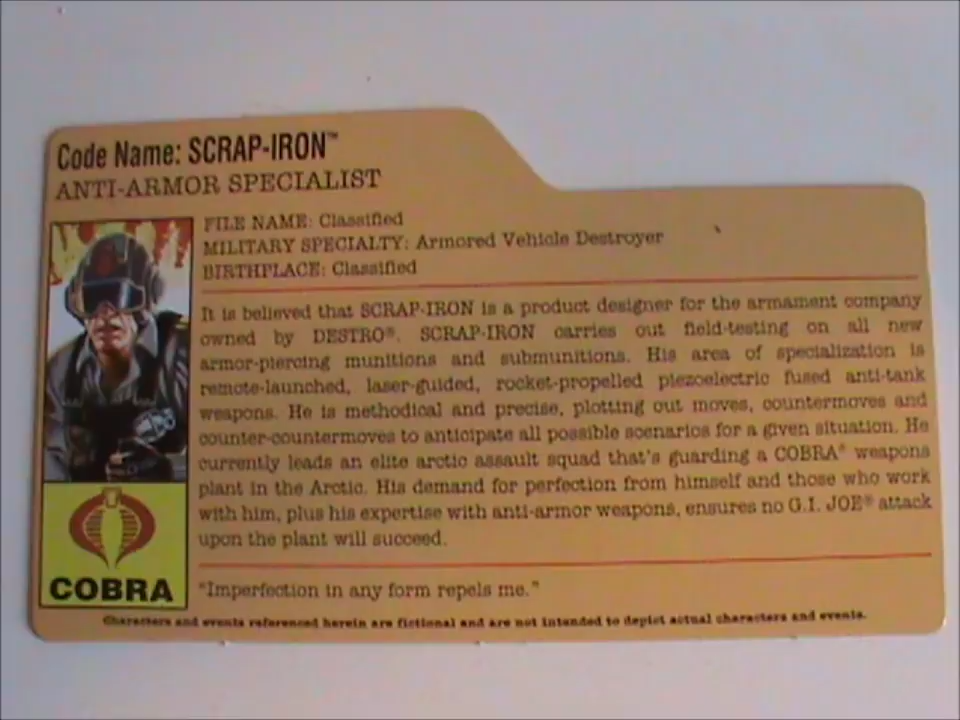 Code Name: SCRAP-IRON™
ANTI-ARMOR SPECIALIST
FILE NAME: Classified
MILITARY SPECIALTY: Armored Vehicle Destroyer
BIRTHPLACE: Classified
It is believed that SCRAP-IRON is a product designer for the armament company
owned by DESTRO®. SCRAP-IRON carries out field-testing on all new
armor-piercing munitions and submunitions. His area of specialization is
remote-launched, laser-guided, rocket-propelled piezoelectric fused anti-tank
weapons. He is methodical and precise, plotting out moves, countermoves and
counter-countermoves to anticipate all possible scenarios for a given situation. He
currently leads an elite arctic assault squad that's guarding a COBRA® weapons
plant in the Arctic. His demand for perfection from himself and those who work
with him, plus his expertise with anti-armor weapons, ensures no G.I. JOE® attack
upon the plant will succeed.
COBRA
"Imperfection in any form repels me."
Characters and events referenced herein are fictional and are not intended to depict actual characters and events.